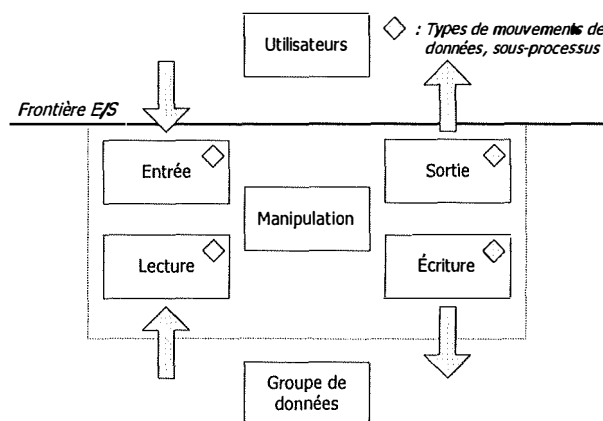 Utilisateurs
: Types de mouvements de
données, sous-processus
Frontière E/S
Entrée
Sortie
Manipulation
Lecture
Écriture
Groupe de
données